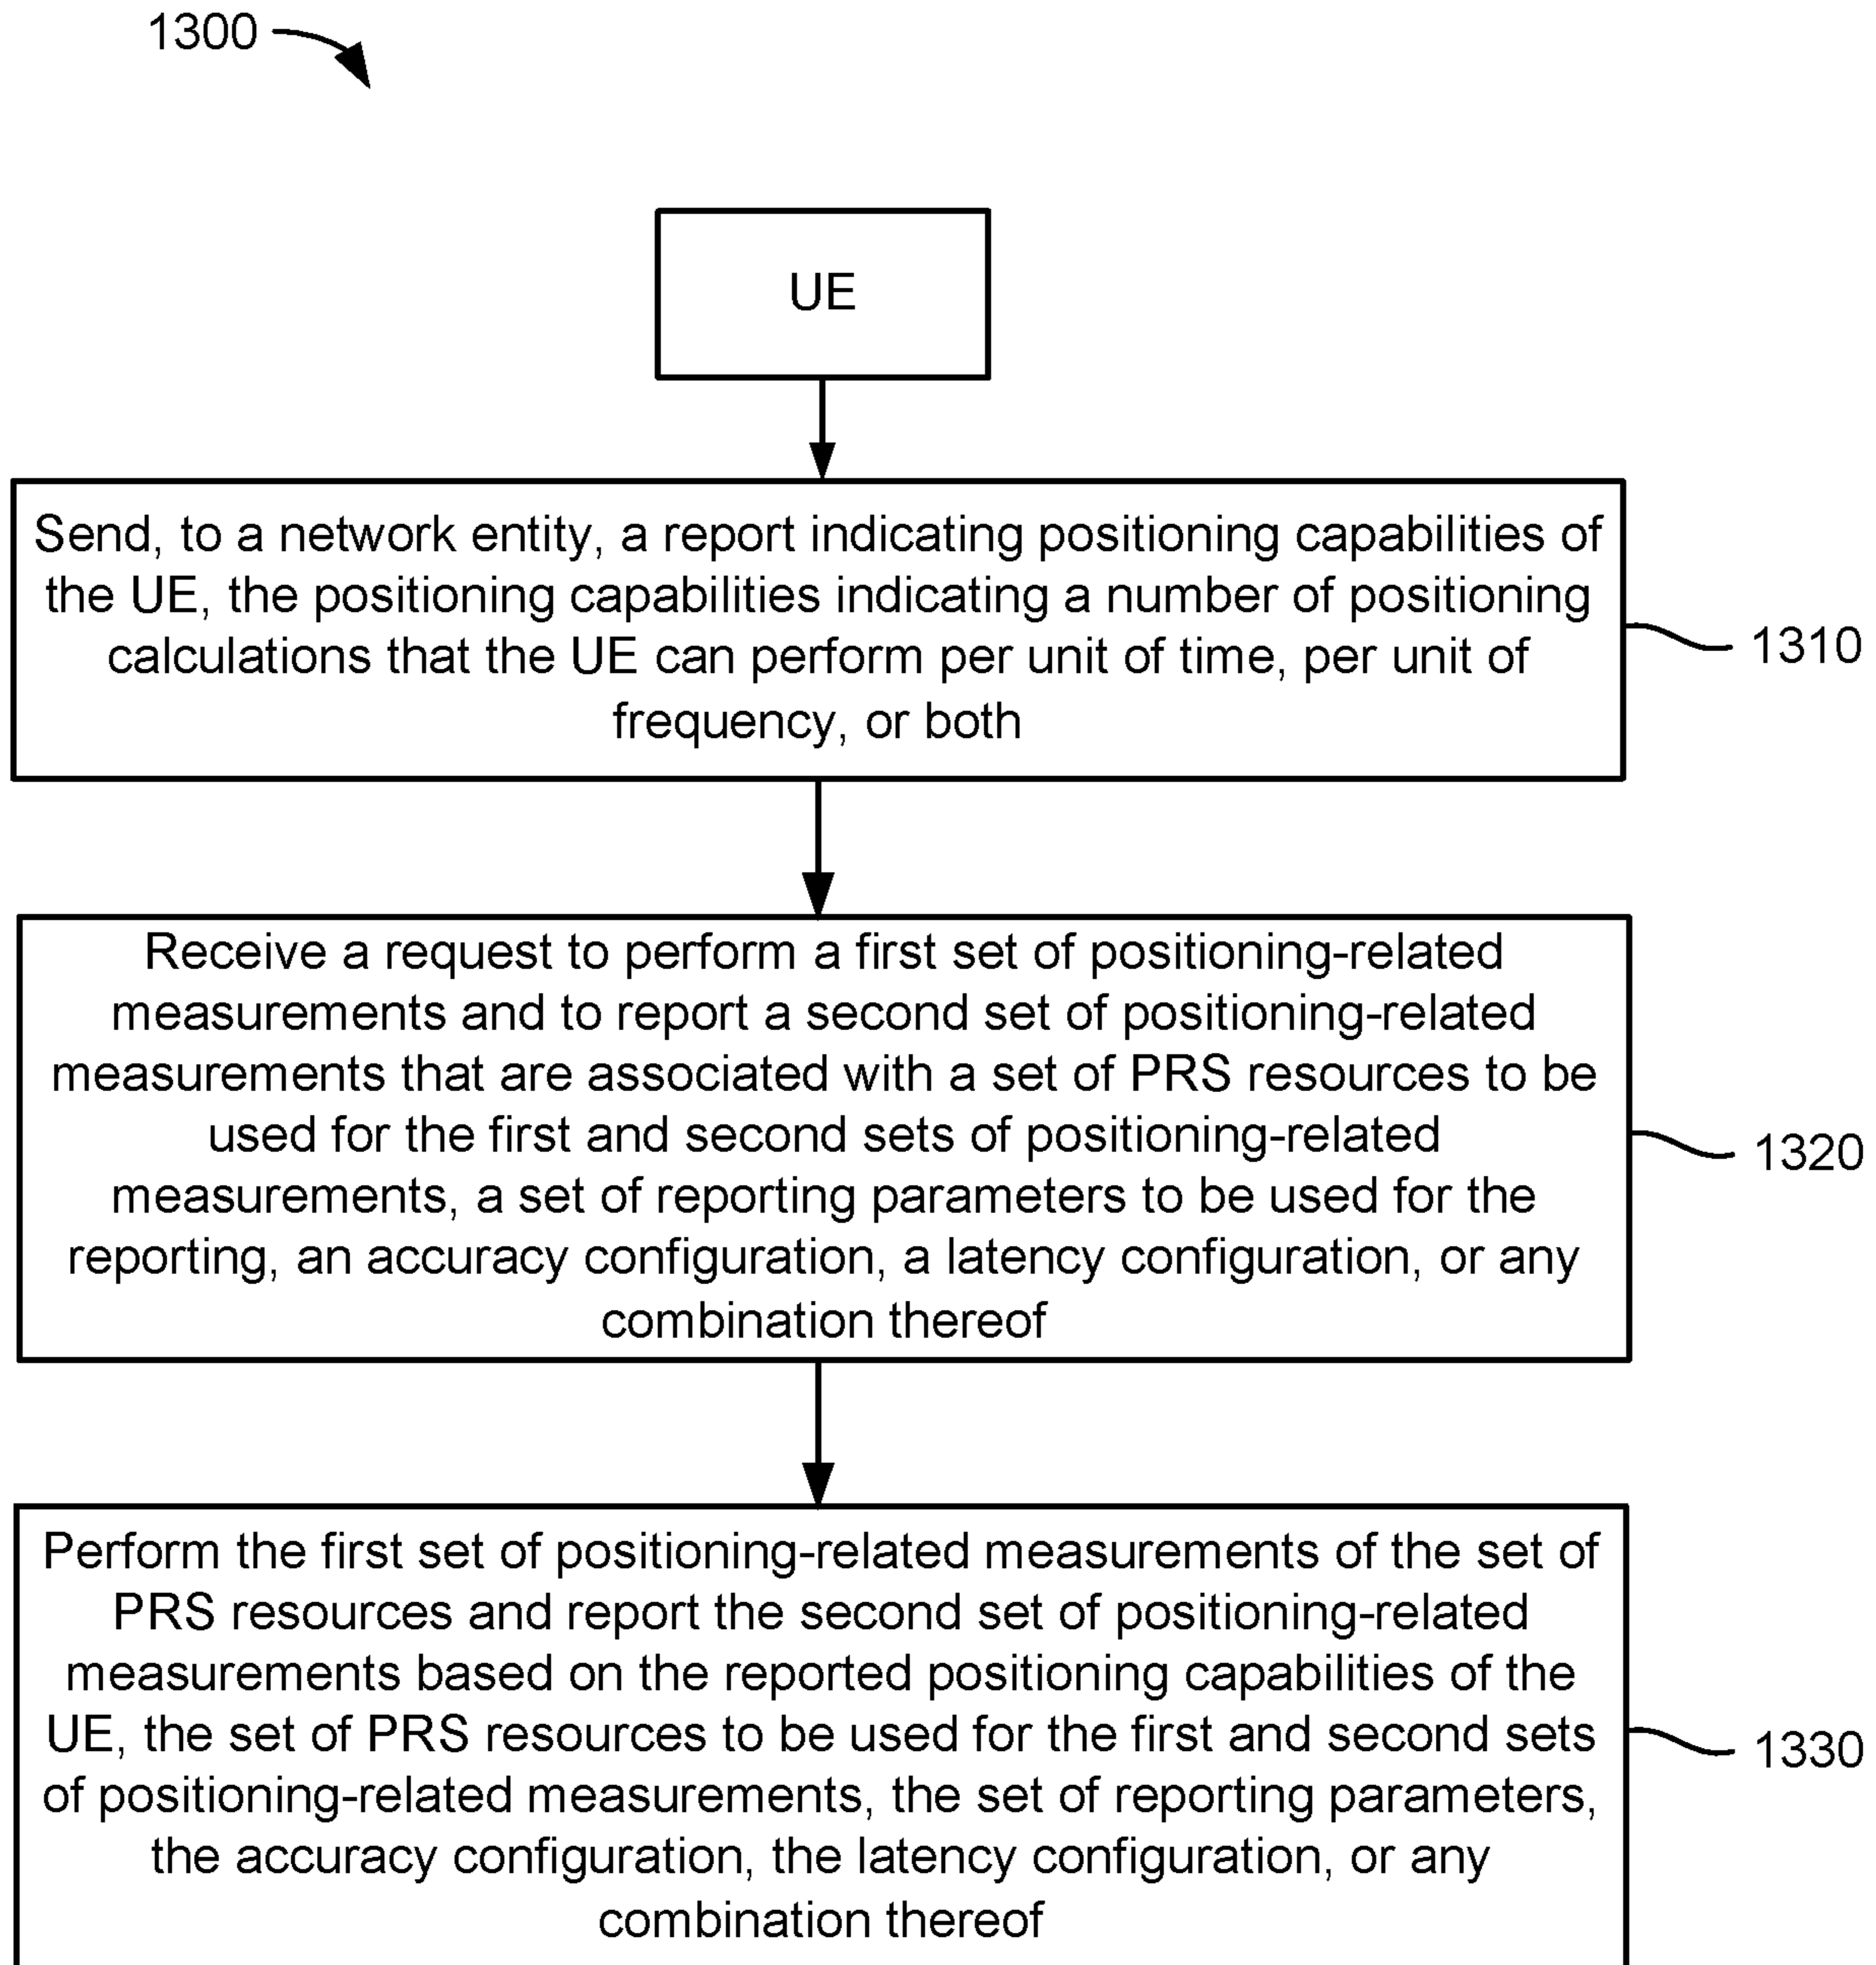 1300
UE
Send, to a network entity, a report indicating positioning capabilities of
the UE, the positioning capabilities indicating a number of positioning
calculations that the UE can perform per unit of time, per unit of
frequency, or both
1310
Receive a request to perform a first set of positioning-related
measurements and to report a second set of positioning-related
measurements that are associated with a set of PRS resources to be
used for the first and second sets of positioning-related
measurements, a set of reporting parameters to be used for the
reporting, an accuracy configuration, a latency configuration, or any
combination thereof
1320
Perform the first set of positioning-related measurements of the set of
PRS resources and report the second set of positioning-related
measurements based on the reported positioning capabilities of the
UE, the set of PRS resources to be used for the first and second sets
of positioning-related measurements, the set of reporting parameters,
the accuracy configuration, the latency configuration, or any
combination thereof
1330